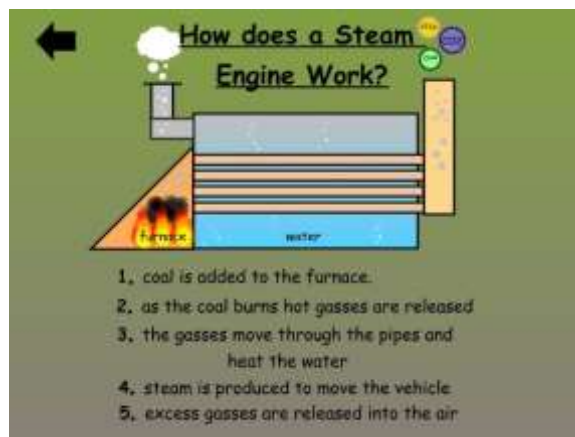 How does a Steam
Engine Work?
furnace
water
1. coal is added to the furnace.
2. as the coal burns hot gasses are released
3. the gasses move through the pipes and
heat the water
4. steam is produced to move the vehicle
5. excess gasses are released into the air